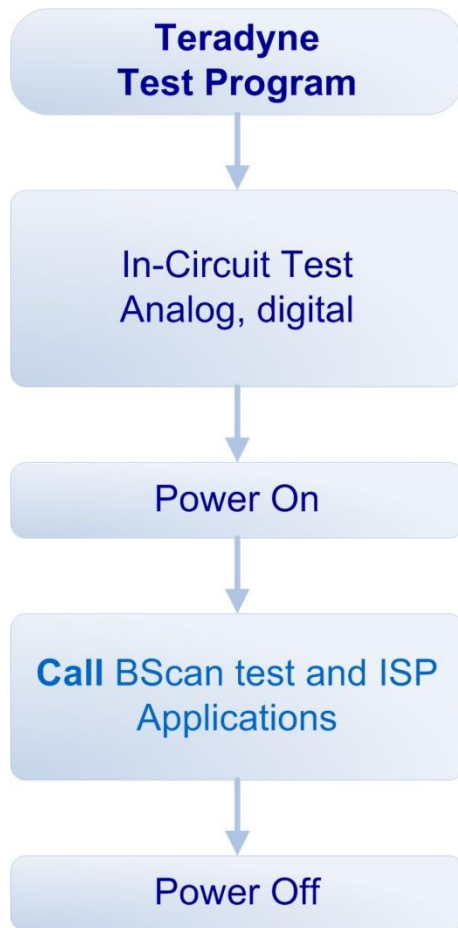 Teradyne
Test Program
In-Circuit Test
Analog, digital
Power On
Call BScan test and ISP
Applications
Power Off